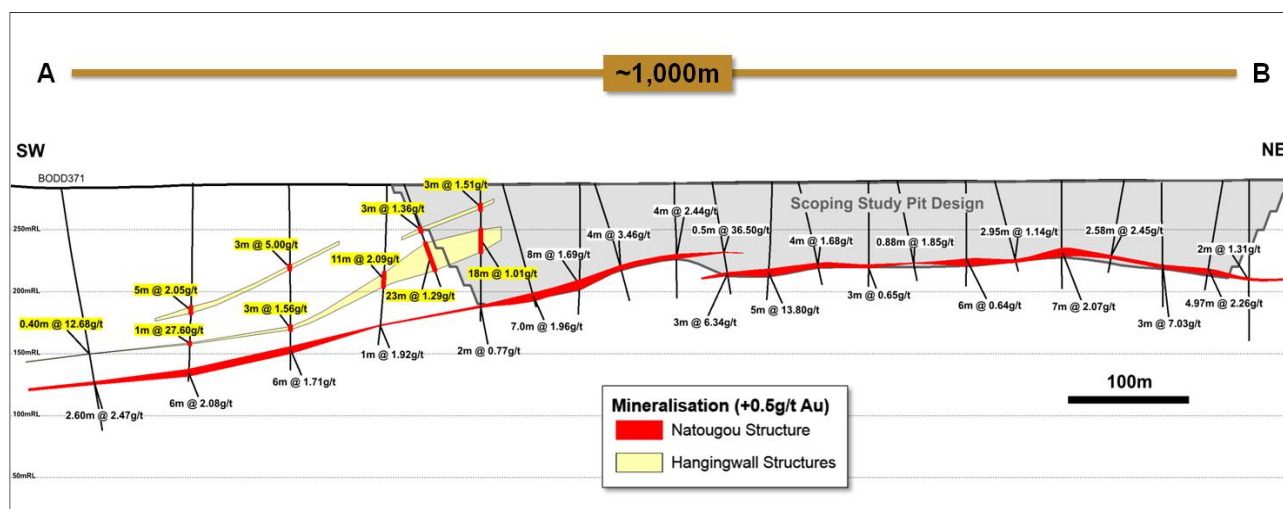 A
~1,000m
B
SW
NE
BODD371
3m @ 1.51g/t
3m @ 1.36g/t
4m @ 2.44g/t
Scoping Study Pit Design
250mRL
3m @ 5.00g/t
4m @ 3.46g/t
0.5m @ 36.50g/t
2.95m @ 1.14g/t
2.58m @ 2.45g/t
11m @ 2.09g/t
8m @ 1.69g/t
4m @ 1.68g/t
0.88m @ 1.85g/t
2m @ 1.31g/t
18m @ 1.01g/t
5m @ 2.05g/t
200mRL
23m @ 1.29g/t
3m @ 0.65g/t
3m @ 1.56g/t
7.0m @ 1.96g/t
5m @ 13.80g/t
6m @ 0.64g/t
7m @ 2.07g/t
4.97m @ 2.26g/t
0.40m @ 12.68g/t
3m @ 6.34g/t
3m @ 7.03g/t
1m @ 27.60g/t
150mRL
1m @ 1.92g/t
2m @ 0.77g/t
6m @ 1.71g/t
100m
6m @ 2.08g/t
Mineralisation (+0.5g/t Au)
100mRL
2.60m @ 2.47g/t
Natougou Structure
Hangingwall Structures
50mRL